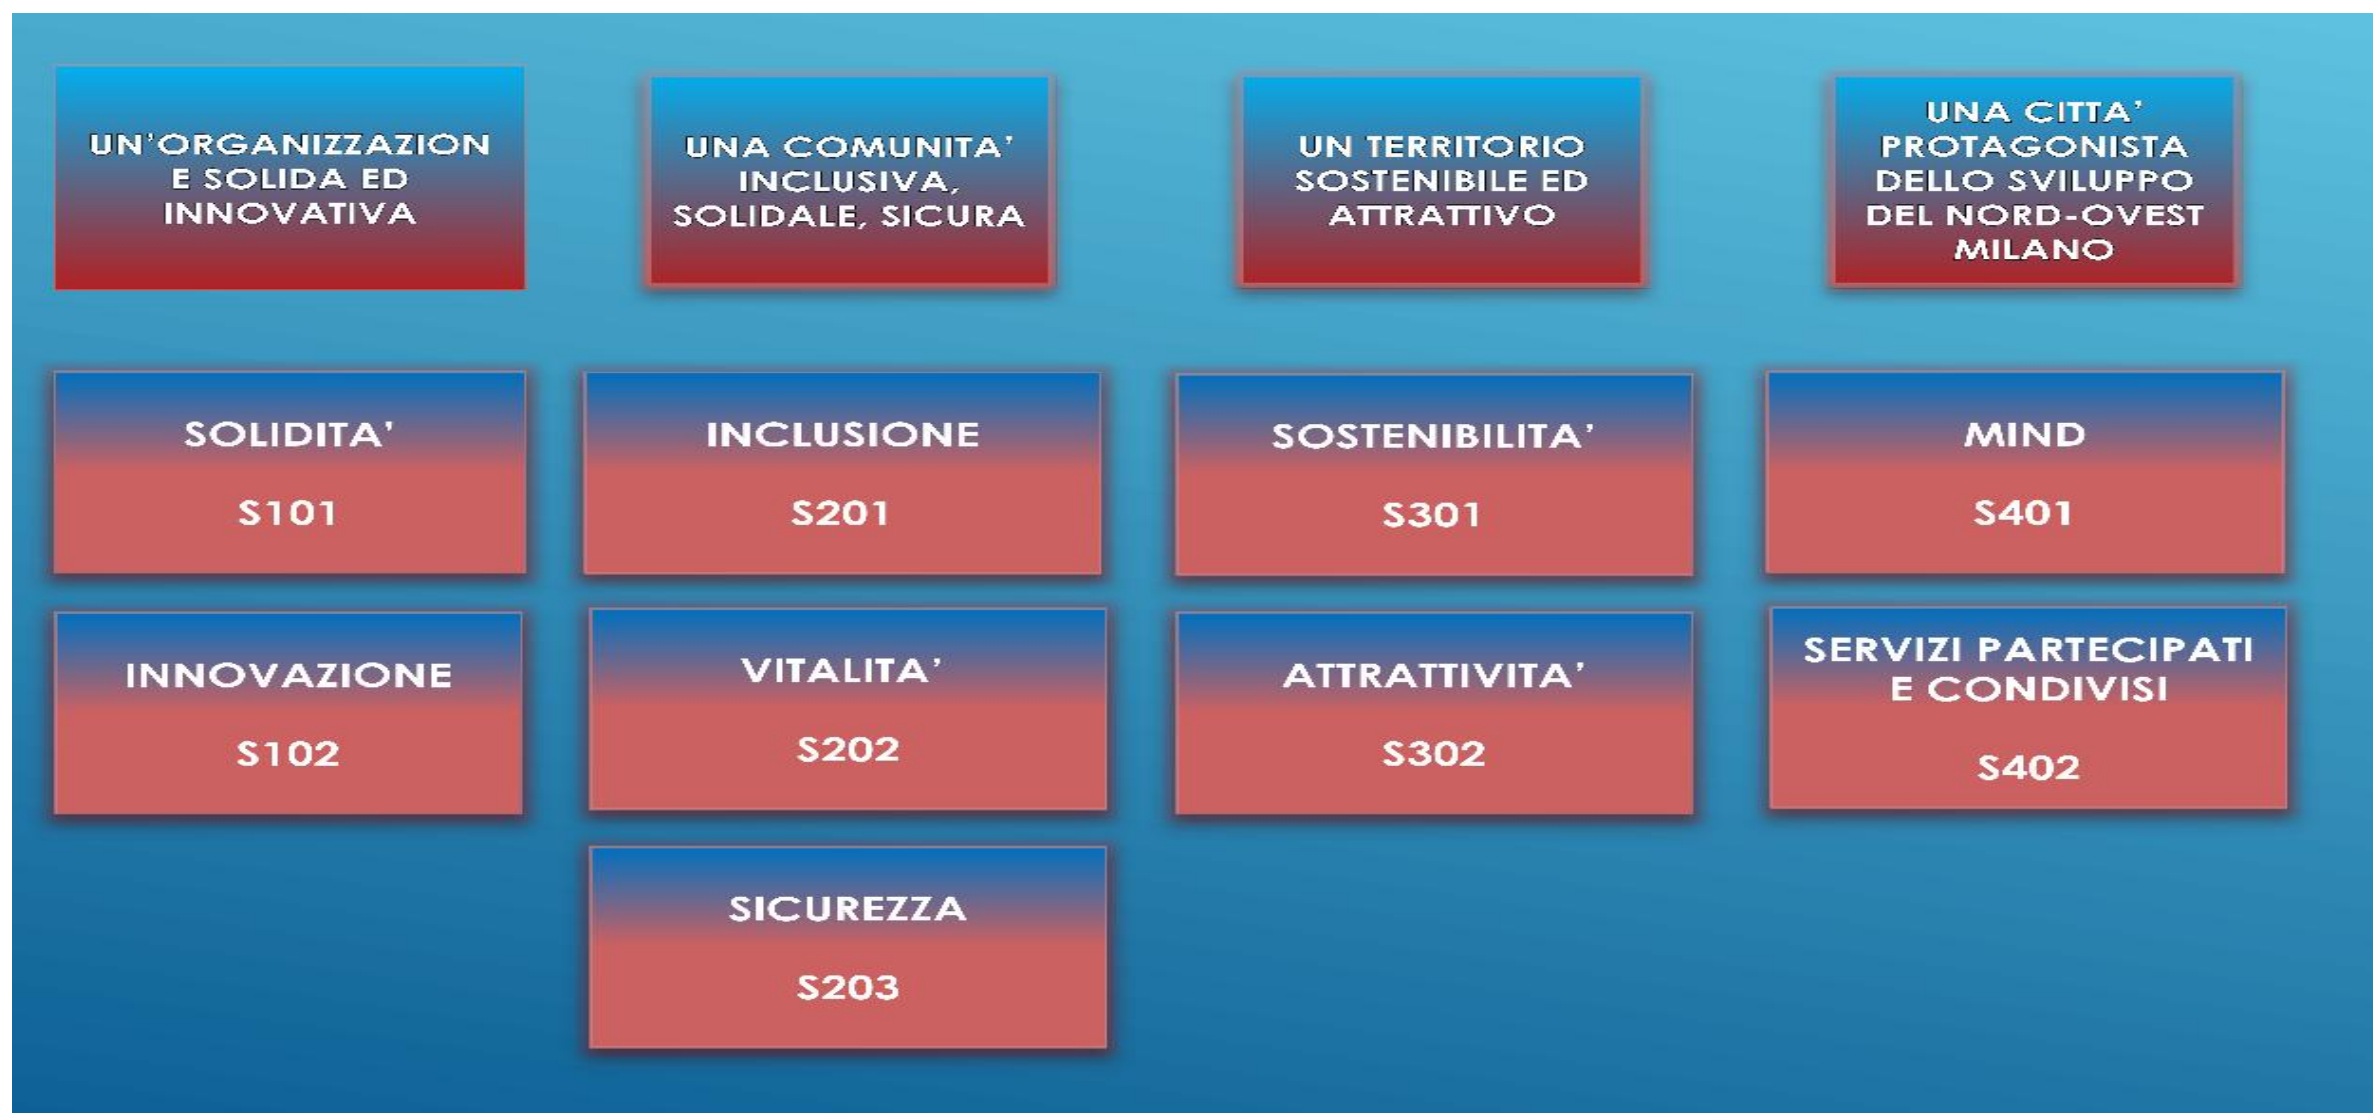 UN'ORGANIZZAZION
E SOLIDA ED
INNOVATIVA
UNA COMUNITA'
INCLUSIVA,
SOLIDALE, SICURA
UN TERRITORIO
SOSTENIBILE ED
ATTRATTIVO
UNA CITTA'
PROTAGONISTA
DELLO SVILUPPO
DEL NORD-OVEST
MILANO
SOLIDITA'
S101
INCLUSIONE
S201
SOSTENIBILITA'
S301
MIND
S401
INNOVAZIONE
S102
VITALITA'
S202
ATTRATTIVITA'
S302
SERVIZI PARTECIPATI
E CONDIVISI
S402
SICUREZZA
S203